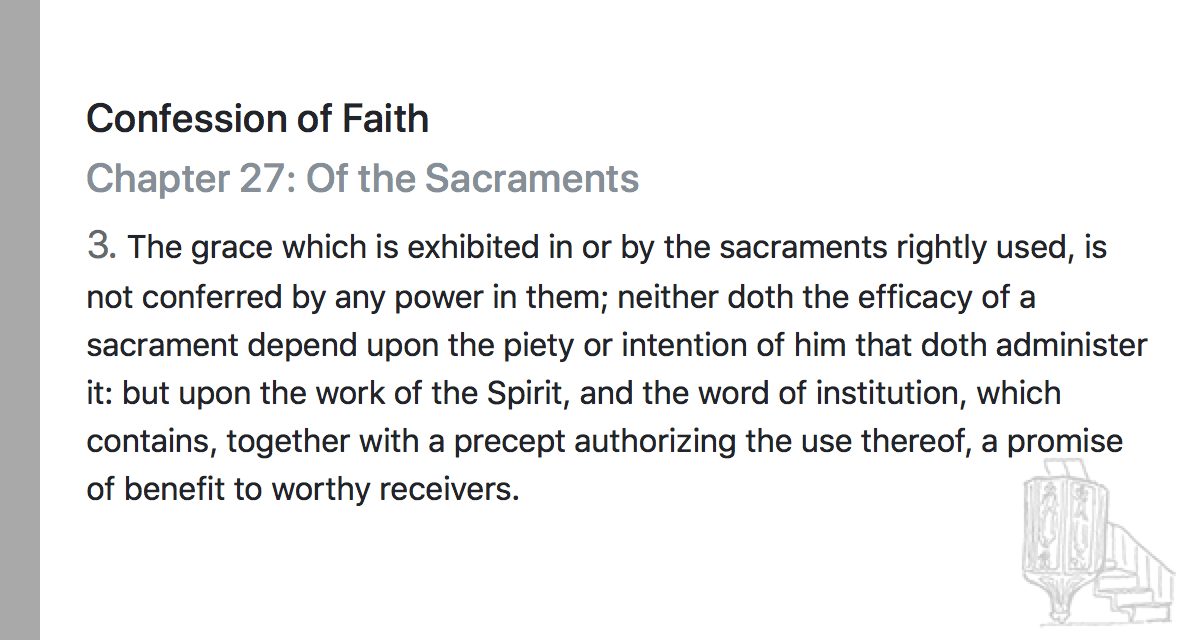 Confession of Faith
Chapter 27: Of the Sacraments
3. The grace which is exhibited in or by the sacraments rightly used, is
not conferred by any power in them; neither doth the efficacy of a
sacrament depend upon the piety or intention of him that doth administer
it: but upon the work of the Spirit, and the word of institution, which
contains, together with a precept authorizing the use thereof, a promise
of benefit to worthy receivers.